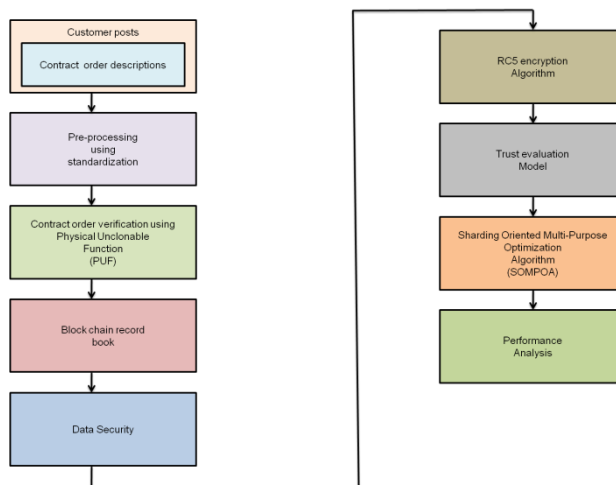 Customer posts
Contract order descriptions
Pre-processing
using
standardization
Contract order verification using
Physical Unclonable
Function
(PUF)
Block chain record
book
Data Security
RC5 encryption
Algorithm
Trust evaluation
Model
Sharding Oriented Multi-Purpose
Optimization
Algorithm
(SOMPOA)
Performance
Analysis